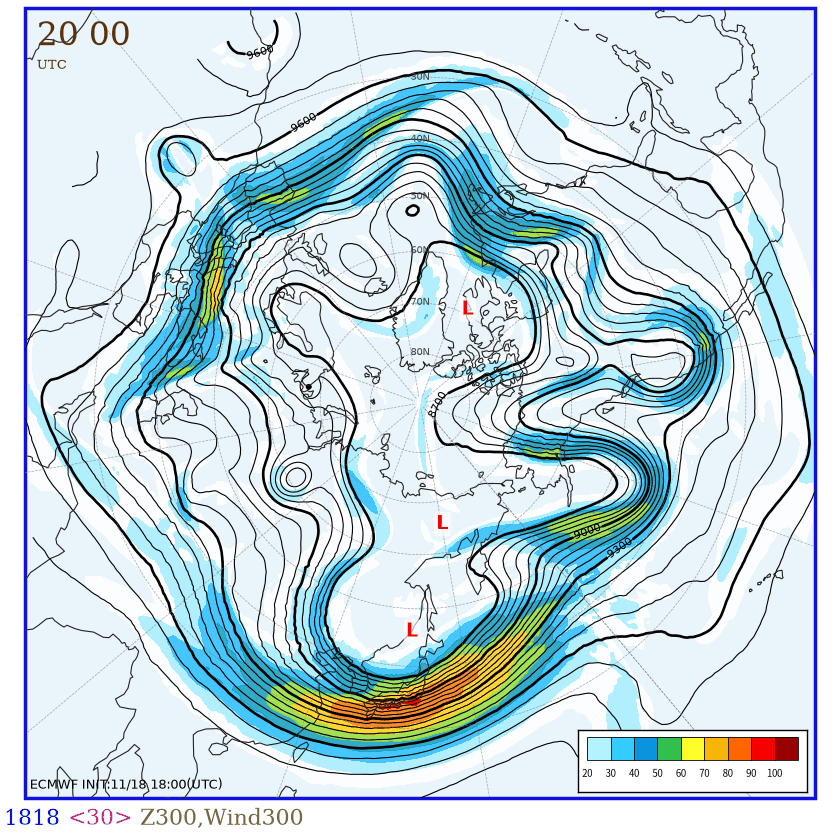 20 00
UTC
9600
9600
30N
40N
50N
60N
70N
80N
L
8700
L
9000
9300
L
20 30 40 50 60 70 80 90 100
ECMWF INIT:11/18 18:00(UTC)
1818 <30> Z300,Wind300